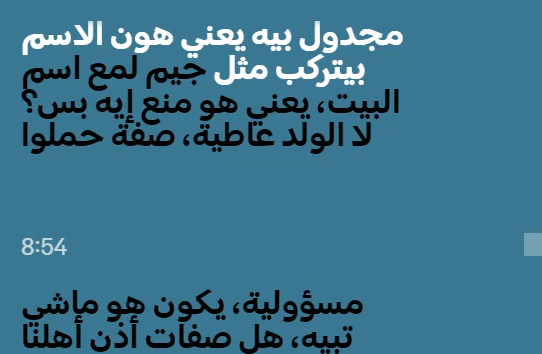 مجدول بيه يعني هون الاسم
بيتركب مثل جيم لمع اسم
البيت، يعني هو منع إيه بس؟
لا الولد عاطية، صفة حملوا
8:54
مسؤولية، يكون هو ماشي
تبيه، هل صفات أذن أهلنا